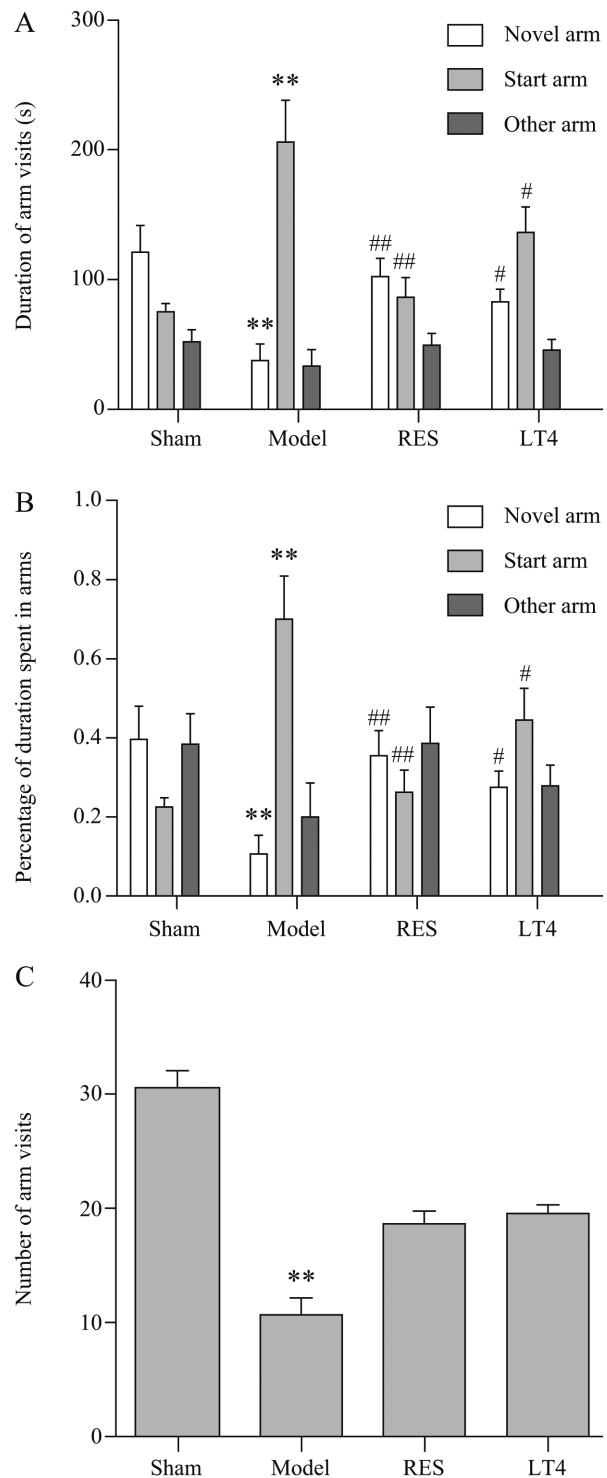 A
Duration of arm visits (s)
300
200
100
0
Novel arm
Start arm
Other arm
**
**
##
##
#
#
Sham Model RES LT4
B
Percentage of duration spent in arms
1.0
0.8
0.6
0.4
0.2
0.0
Novel arm
Start arm
Other arm
**
**
##
##
#
#
Sham Model RES LT4
C
Number of arm visits
40
30
20
10
0
**
Sham Model RES LT4